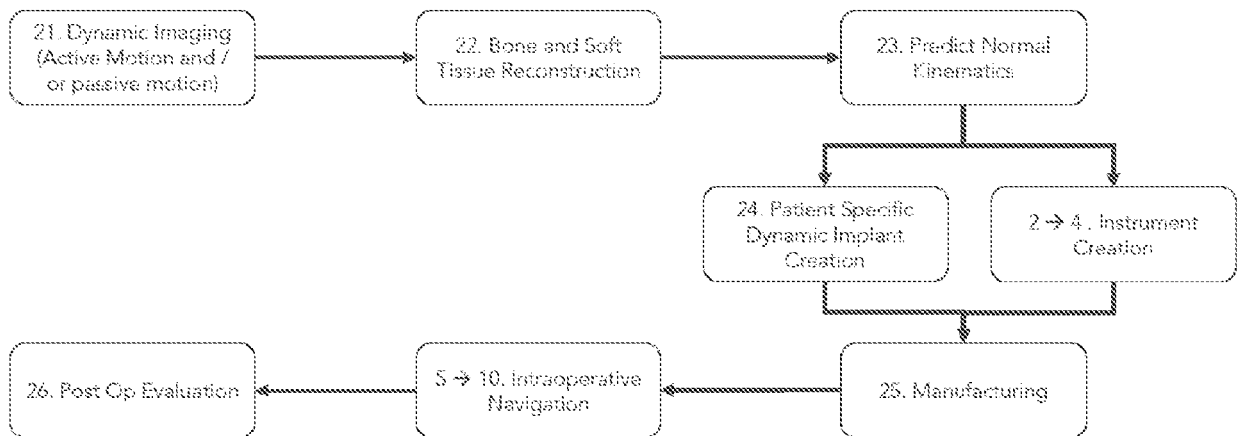 21. Dynamic Imaging
(Active Motion and /
or passive motion)
22. Bone and Soft
Tissue Reconstruction
23. Predict Normal
Kinematics
24. Patient Specific
Dynamic Implant
Creation
2 → 4 . Instrument
Creation
25. Manufacturing
5 → 10. Intraoperative
Navigation
26. Post Op Evaluation